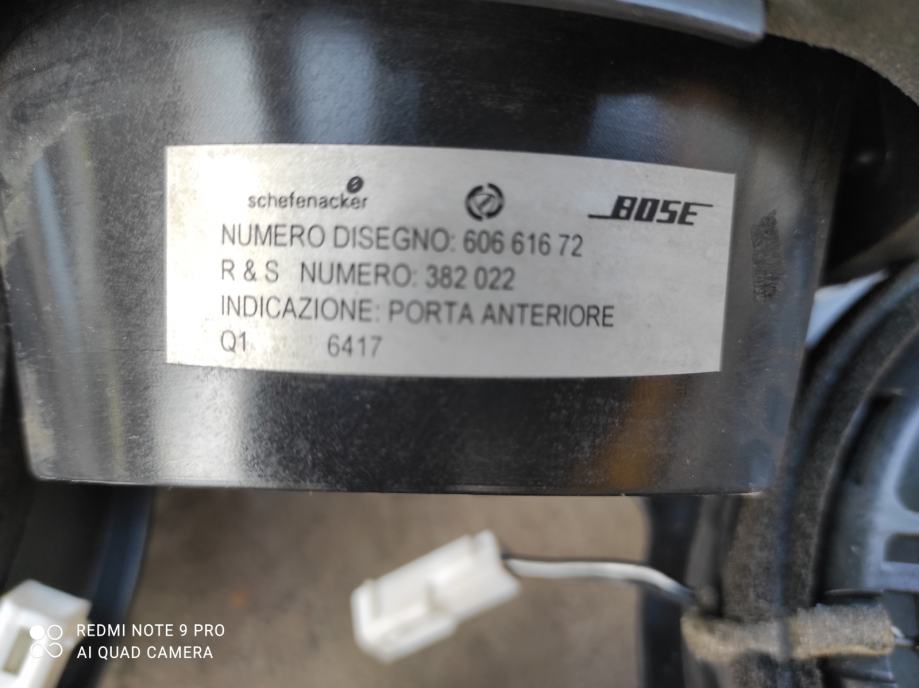 schefenacker BOSE
NUMERO DISEGNO: 606 616 72
R & S NUMERO: 382 022
INDICAZIONE: PORTA ANTERIORE
Q1 6417
REDMI NOTE 9 PRO
AI QUAD CAMERA